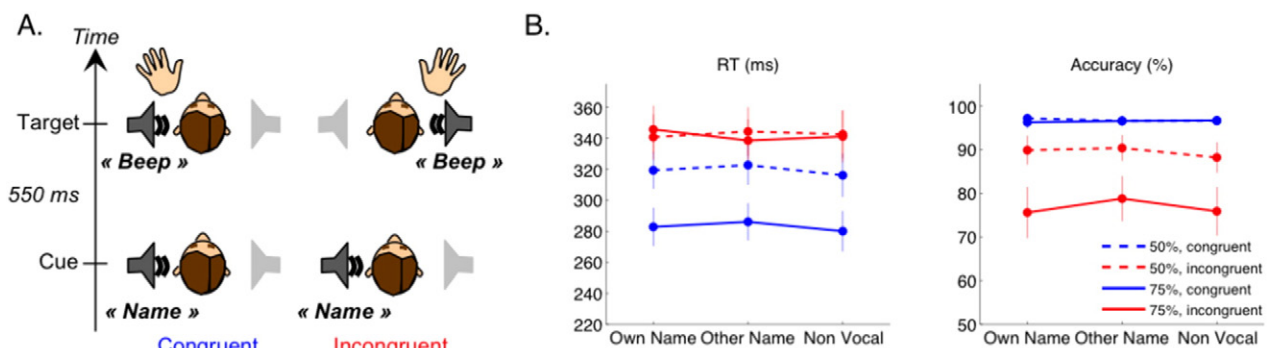 A.
Time
Target
« Beep »
« Beep »
550 ms
Cue
« Name »
« Name »
Congruent
Incongruent
B.
RT (ms)
360
340
320
300
280
260
240
220
Own Name Other Name Non Vocal
Accuracy (%)
100
90
80
70
60
50
50%, congruent
50%, incongruent
75%, congruent
75%, incongruent
Own Name Other Name Non Vocal